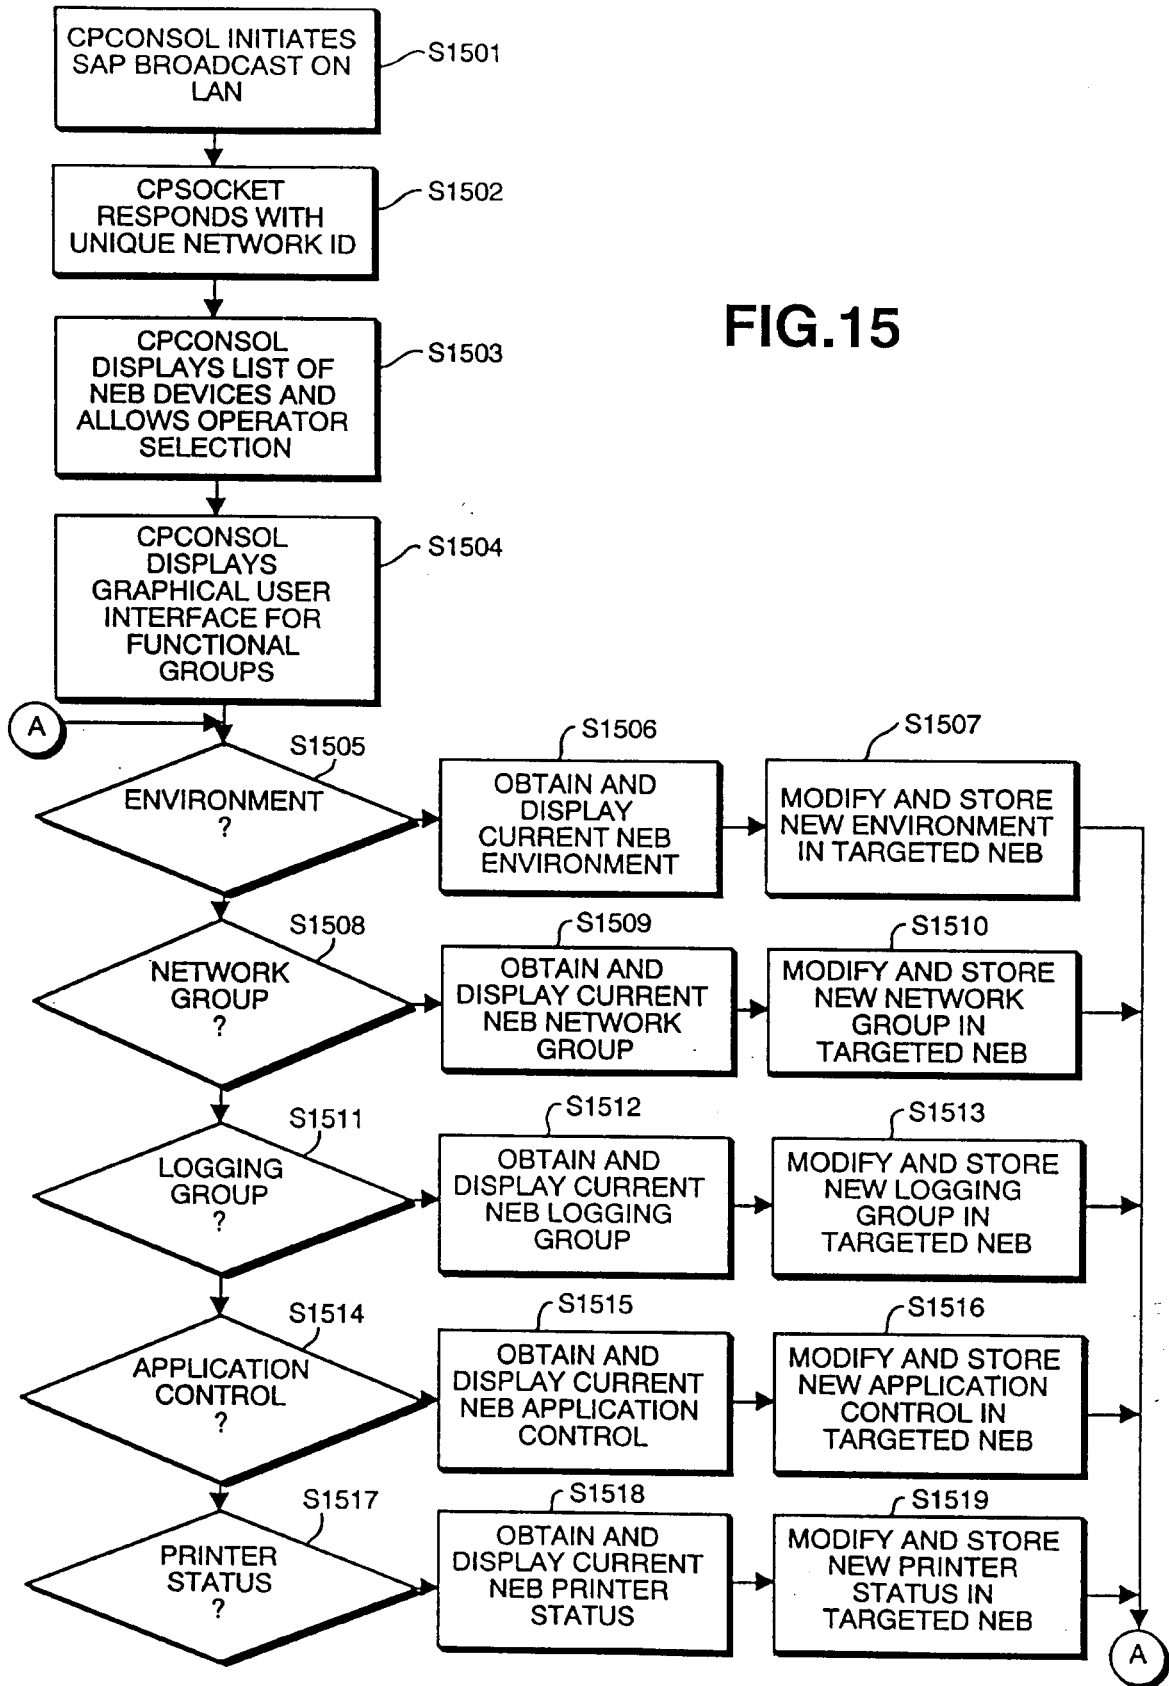 CPCONSOL INITIATES
SAP BROADCAST ON
LAN
S1501
CPSOCKET
RESPONDS WITH
UNIQUE NETWORK ID
S1502
FIG.15
CPCONSOL
DISPLAYS LIST OF
NEB DEVICES AND
ALLOWS OPERATOR
SELECTION
S1503
CPCONSOL
DISPLAYS
GRAPHICAL USER
INTERFACE FOR
FUNCTIONAL
GROUPS
S1504
A
S1505
ENVIRONMENT
?
S1506
OBTAIN AND
DISPLAY
CURRENT NEB
ENVIRONMENT
S1507
MODIFY AND STORE
NEW ENVIRONMENT
IN TARGETED NEB
S1508
NETWORK
GROUP
?
S1509
OBTAIN AND
DISPLAY CURRENT
NEB NETWORK
GROUP
S1510
MODIFY AND STORE
NEW NETWORK
GROUP IN
TARGETED NEB
S1511
LOGGING
GROUP
?
S1512
OBTAIN AND
DISPLAY CURRENT
NEB LOGGING
GROUP
S1513
MODIFY AND STORE
NEW LOGGING
GROUP IN
TARGETED NEB
S1514
APPLICATION
CONTROL
?
S1515
OBTAIN AND
DISPLAY CURRENT
NEB APPLICATION
CONTROL
S1516
MODIFY AND STORE
NEW APPLICATION
CONTROL IN
TARGETED NEB
S1517
PRINTER
STATUS
?
S1518
OBTAIN AND
DISPLAY CURRENT
NEB PRINTER
STATUS
S1519
MODIFY AND STORE
NEW PRINTER
STATUS IN
TARGETED NEB
A